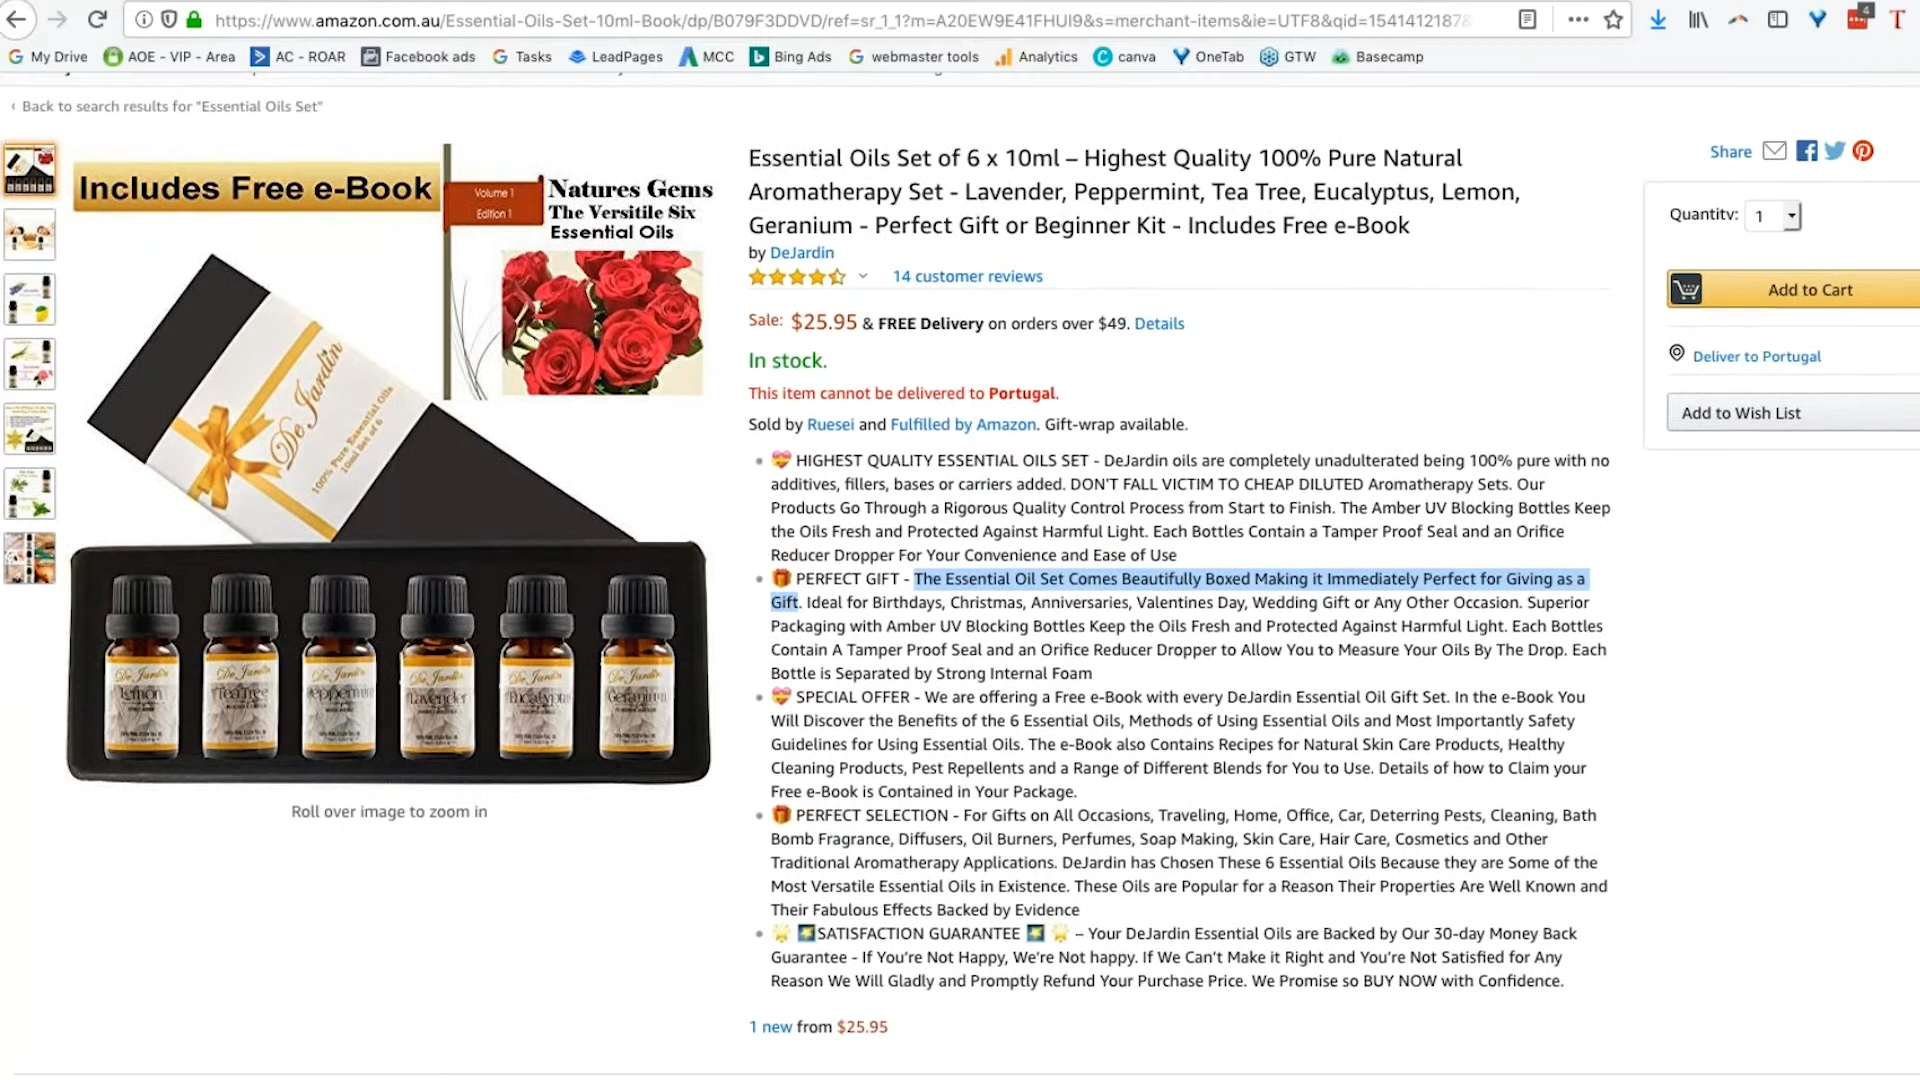 https://www.amazon.com.au/Essential-Oils-Set-10ml-Book/dp/B079F3DDVD/ref=sr_1_1?m=A20EW9E41FHUI9&s=merchant-items&ie=UTF8&qid=1541412187
4
My Drive AOE - VIP - Area AC - ROAR Facebook ads Tasks LeadPages MCC Bing Ads webmaster tools Analytics canva OneTab GTW Basecamp
‹ Back to search results for "Essential Oils Set"
Includes Free e-Book
Volume 1
Edition 1
Natures Gems
The Versitile Six
Essential Oils
De Jardin
100% Pure Essential Oils
10ml Set of 6
De Jardin
Lemon
De Jardin
Tea Tree
De Jardin
Peppermint
De Jardin
Lavender
De Jardin
Eucalyptus
De Jardin
Geranium
Roll over image to zoom in
Essential Oils Set of 6 x 10ml – Highest Quality 100% Pure Natural
Aromatherapy Set - Lavender, Peppermint, Tea Tree, Eucalyptus, Lemon,
Geranium - Perfect Gift or Beginner Kit - Includes Free e-Book
by DeJardin
14 customer reviews
Sale: $25.95 & FREE Delivery on orders over $49. Details
In stock.
This item cannot be delivered to Portugal.
Sold by Ruesei and Fulfilled by Amazon. Gift-wrap available.
• 💝 HIGHEST QUALITY ESSENTIAL OILS SET - DeJardin oils are completely unadulterated being 100% pure with no
additives, fillers, bases or carriers added. DON'T FALL VICTIM TO CHEAP DILUTED Aromatherapy Sets. Our
Products Go Through a Rigorous Quality Control Process from Start to Finish. The Amber UV Blocking Bottles Keep
the Oils Fresh and Protected Against Harmful Light. Each Bottles Contain a Tamper Proof Seal and an Orifice
Reducer Dropper For Your Convenience and Ease of Use
• 🎁 PERFECT GIFT - The Essential Oil Set Comes Beautifully Boxed Making it Immediately Perfect for Giving as a
Gift. Ideal for Birthdays, Christmas, Anniversaries, Valentines Day, Wedding Gift or Any Other Occasion. Superior
Packaging with Amber UV Blocking Bottles Keep the Oils Fresh and Protected Against Harmful Light. Each Bottles
Contain A Tamper Proof Seal and an Orifice Reducer Dropper to Allow You to Measure Your Oils By The Drop. Each
Bottle is Separated by Strong Internal Foam
• 💝 SPECIAL OFFER - We are offering a Free e-Book with every DeJardin Essential Oil Gift Set. In the e-Book You
Will Discover the Benefits of the 6 Essential Oils, Methods of Using Essential Oils and Most Importantly Safety
Guidelines for Using Essential Oils. The e-Book also Contains Recipes for Natural Skin Care Products, Healthy
Cleaning Products, Pest Repellents and a Range of Different Blends for You to Use. Details of how to Claim your
Free e-Book is Contained in Your Package.
• 🎁 PERFECT SELECTION - For Gifts on All Occasions, Traveling, Home, Office, Car, Deterring Pests, Cleaning, Bath
Bomb Fragrance, Diffusers, Oil Burners, Perfumes, Soap Making, Skin Care, Hair Care, Cosmetics and Other
Traditional Aromatherapy Applications. DeJardin has Chosen These 6 Essential Oils Because they are Some of the
Most Versatile Essential Oils in Existence. These Oils are Popular for a Reason Their Properties Are Well Known and
Their Fabulous Effects Backed by Evidence
• 🌟 🎇SATISFACTION GUARANTEE 🎇 🌟 – Your DeJardin Essential Oils are Backed by Our 30-day Money Back
Guarantee - If You're Not Happy, We're Not happy. If We Can't Make it Right and You're Not Satisfied for Any
Reason We Will Gladly and Promptly Refund Your Purchase Price. We Promise so BUY NOW with Confidence.
1 new from $25.95
Share
Quantity: 1
Add to Cart
Deliver to Portugal
Add to Wish List